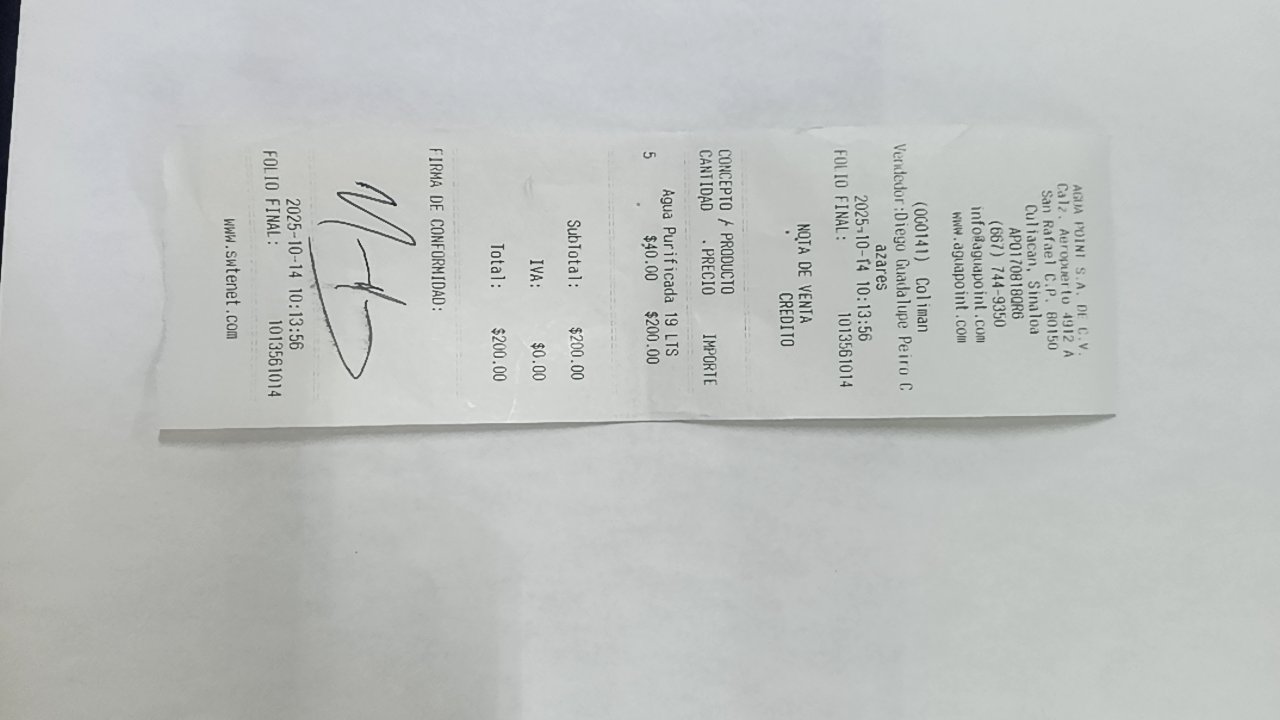 AGUA POINT S.A. DE C.V.
Calz. Aeropuerto 4912 A
San Rafael C.P. 80150
Culiacan, Sinaloa
APO170818QR6
(667) 744-9350
info@aguapoint.com
www.aguapoint.com
(OG0141) Coliman
Vendedor:Diego Guadalupe Peiro C
azares
2025-10-14 10:13:56
FOLIO FINAL: 1013561014
NOTA DE VENTA
CREDITO
CONCEPTO / PRODUCTO
CANTIDAD .PRECIO IMPORTE
Agua Purificada 19 LTS
5 $40.00 $200.00
SubTotal: $200.00
IVA: $0.00
Total: $200.00
FIRMA DE CONFORMIDAD:
2025-10-14 10:13:56
FOLIO FINAL: 1013561014
www.swtenet.com